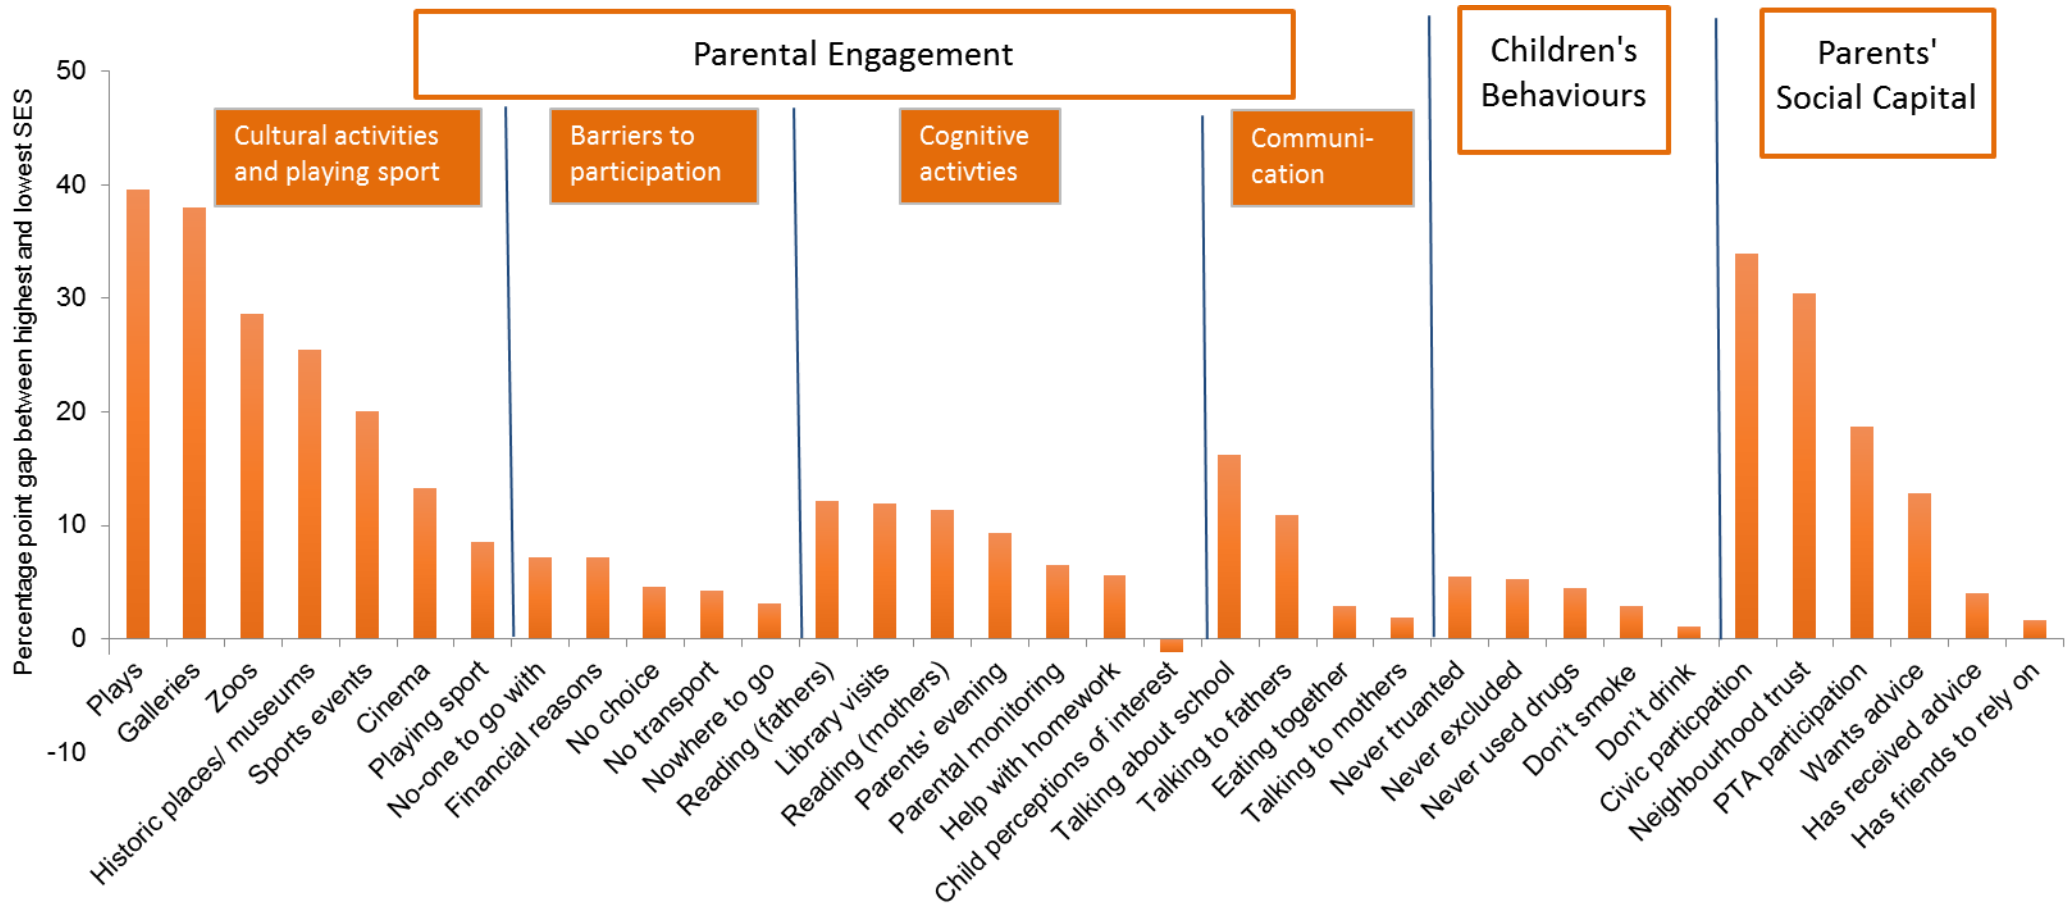 Parental Engagement
Children's
Behaviours
Parents'
Social Capital
Cultural activities
and playing sport
Barriers to
participation
Cognitive
activties
Communi-
cation
Percentage point gap between highest and lowest SES
50
40
30
20
10
0
-10
Plays
Galleries
Zoos
Historic places/ museums
Sports events
Cinema
Playing sport
No-one to go with
Financial reasons
No choice
No transport
Nowhere to go
Reading (fathers)
Library visits
Reading (mothers)
Parents' evening
Parental monitoring
Help with homework
Child perceptions of interest
Talking about school
Talking to fathers
Eating together
Talking to mothers
Never truanted
Never excluded
Never used drugs
Don't smoke
Don't drink
Civic particpation
Neighbourhood trust
PTA participation
Wants advice
Has received advice
Has friends to rely on